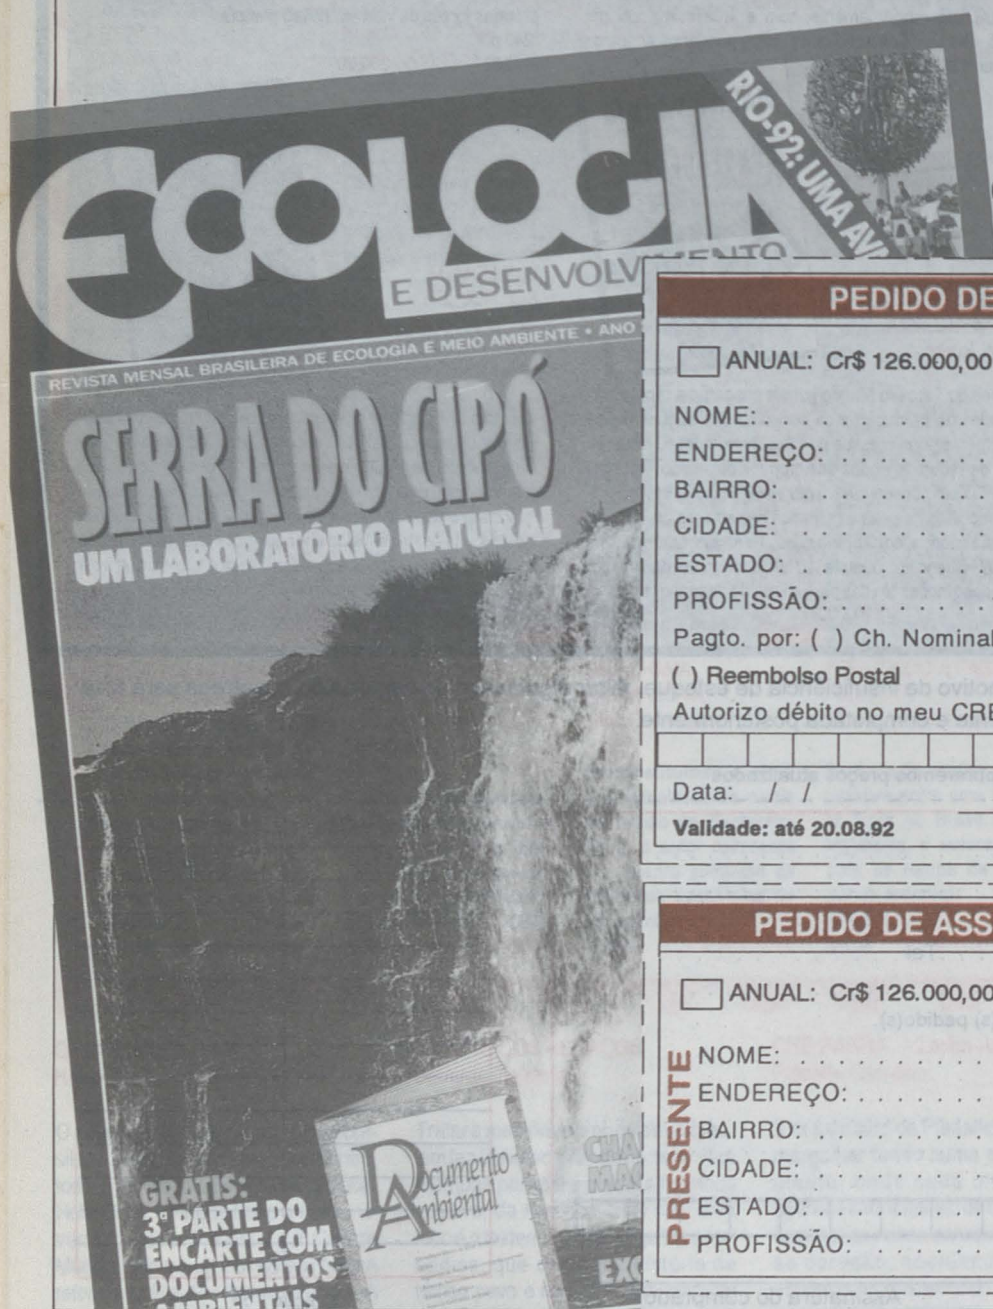 ECOLOGIA
E DESENVOLVIMENTO
RIO-92: UMA
REVISTA MENSAL BRASILEIRA DE ECOLOGIA E MEIO AMBIENTE • ANO
SERRA DO CIPÓ
UM LABORATÓRIO NATURAL
GRÁTIS:
3ª PARTE DO
ENCARTE COM
DOCUMENTOS
AMBIENTAIS
Documento
Ambiental
PEDIDO DE
ANUAL: Cr$ 126.000,00
NOME: . . . . . . . . . . . .
ENDEREÇO: . . . . . . . .
BAIRRO: . . . . . . . . . . .
CIDADE: . . . . . . . . . . .
ESTADO: . . . . . . . . . . .
PROFISSÃO: . . . . . . . .
Pagto. por: ( ) Ch. Nominal
( ) Reembolso Postal
Autorizo débito no meu
Data: / /
Validade: até 20.08.92
PEDIDO DE
ANUAL: Cr$ 126.000,00
PRESENTE
NOME: . . . . . . . . . . .
ENDEREÇO: . . . . . . .
BAIRRO: . . . . . . . . . .
CIDADE: . . . . . . . . . .
ESTADO: . . . . . . . . . .
PROFISSÃO: . . . . . . .